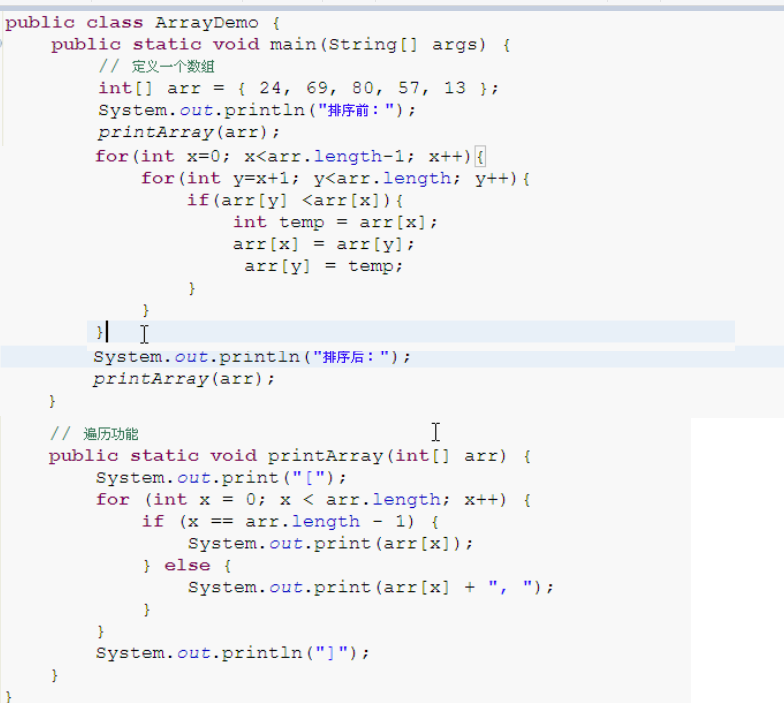 public class ArrayDemo {
public static void main(String[] args) {
// 定义一个数组
int[] arr = { 24, 69, 80, 57, 13 };
System.out.println("排序前：");
printArray(arr);
for(int x=0; x<arr.length-1; x++){
for(int y=x+1; y<arr.length; y++){
if(arr[y] <arr[x]){
int temp = arr[x];
arr[x] = arr[y];
arr[y] = temp;
}
}
}
System.out.println("排序后：");
printArray(arr);
}
// 遍历功能
public static void printArray(int[] arr) {
System.out.print("[");
for (int x = 0; x < arr.length; x++) {
if (x == arr.length - 1) {
System.out.print(arr[x]);
} else {
System.out.print(arr[x] + ", ");
}
}
System.out.println("]");
}
}